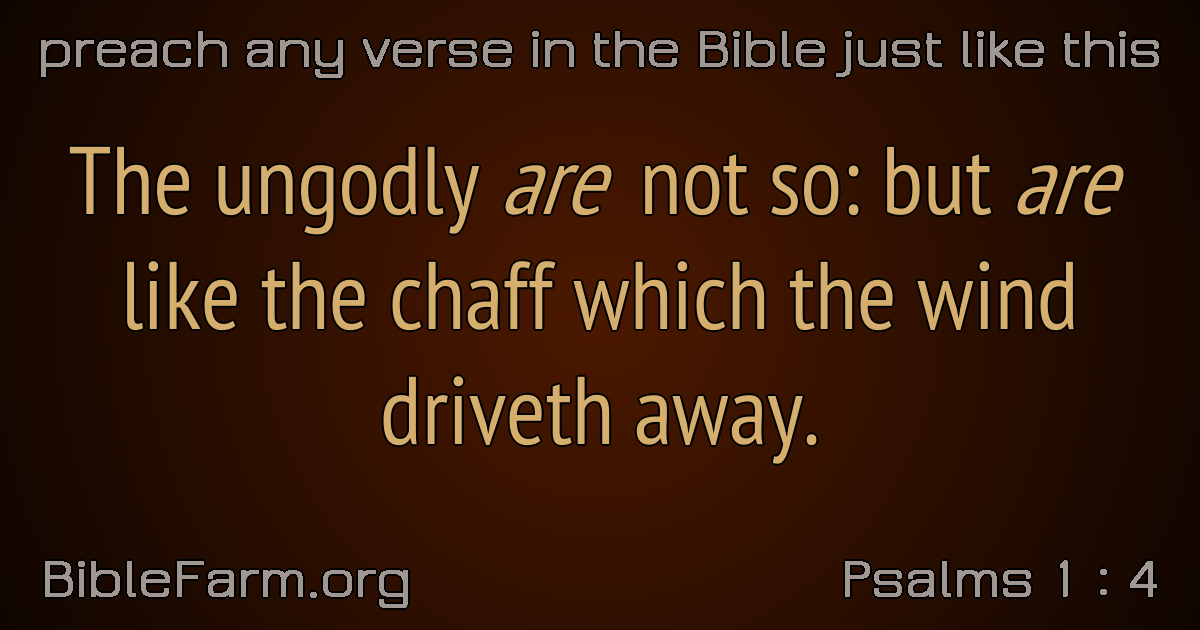 preach any verse in the Bible just like this
The ungodly are not so: but are
like the chaff which the wind
driveth away.
BibleFarm.org
Psalms 1 : 4